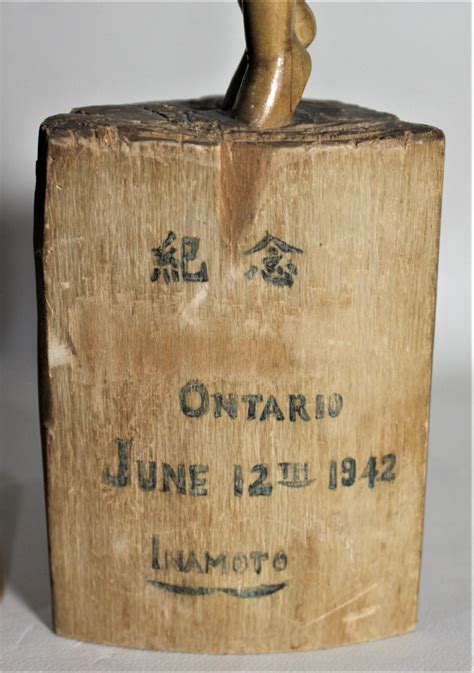 紀念
ONTARIO
JUNE 12TH 1942
INAMOTO